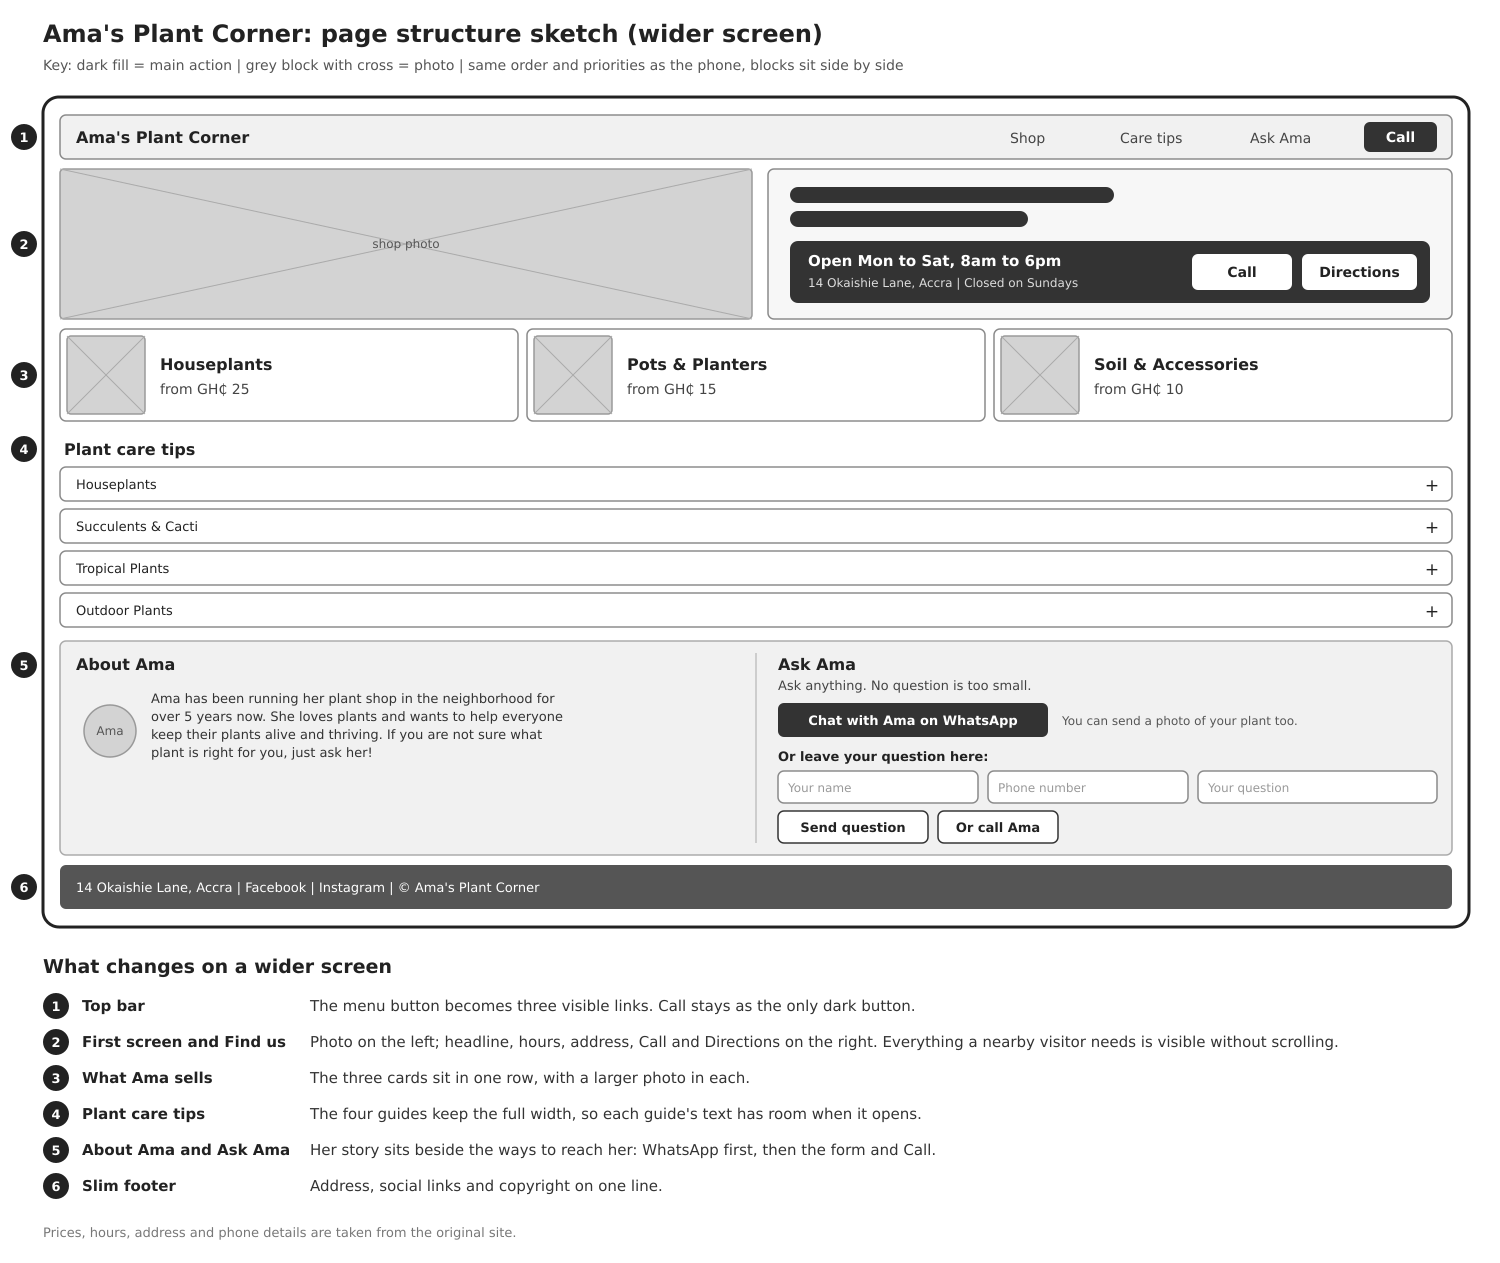 Ama's Plant Corner: page structure sketch (wider screen)
Key: dark fill = main action | grey block with cross = photo | same order and priorities as the phone, blocks sit side by side
1
Ama's Plant Corner
Shop
Care tips
Ask Ama
Call
2
shop photo
Open Mon to Sat, 8am to 6pm
14 Okaishie Lane, Accra | Closed on Sundays
Call
Directions
3
Houseplants
from GH₵ 25
Pots & Planters
from GH₵ 15
Soil & Accessories
from GH₵ 10
4
Plant care tips
Houseplants +
Succulents & Cacti +
Tropical Plants +
Outdoor Plants +
5
About Ama
Ama
Ama has been running her plant shop in the neighborhood for
over 5 years now. She loves plants and wants to help everyone
keep their plants alive and thriving. If you are not sure what
plant is right for you, just ask her!
Ask Ama
Ask anything. No question is too small.
Chat with Ama on WhatsApp
You can send a photo of your plant too.
Or leave your question here:
Your name
Phone number
Your question
Send question
Or call Ama
6
14 Okaishie Lane, Accra | Facebook | Instagram | © Ama's Plant Corner
What changes on a wider screen
1 Top bar The menu button becomes three visible links. Call stays as the only dark button.
2 First screen and Find us Photo on the left; headline, hours, address, Call and Directions on the right. Everything a nearby visitor needs is visible without scrolling.
3 What Ama sells The three cards sit in one row, with a larger photo in each.
4 Plant care tips The four guides keep the full width, so each guide's text has room when it opens.
5 About Ama and Ask Ama Her story sits beside the ways to reach her: WhatsApp first, then the form and Call.
6 Slim footer Address, social links and copyright on one line.
Prices, hours, address and phone details are taken from the original site.